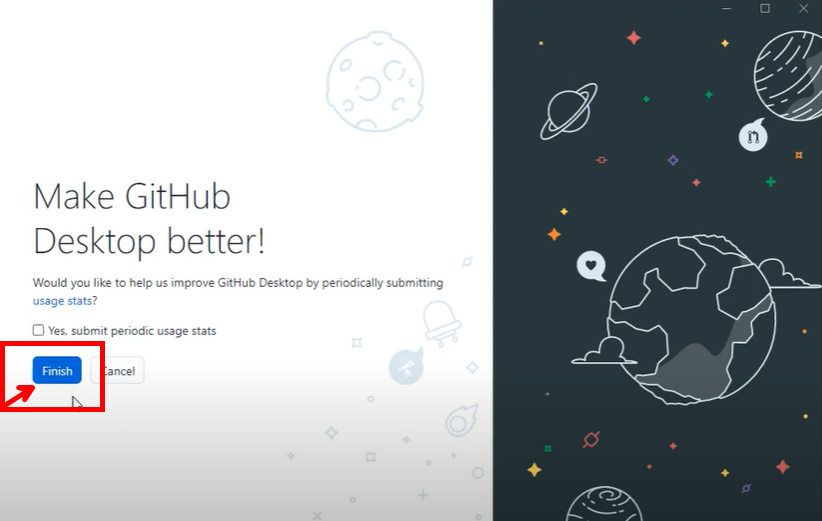 Make GitHub
Desktop better!
Would you like to help us improve GitHub Desktop by periodically submitting
usage stats?
Yes, submit periodic usage stats
Finish
Cancel